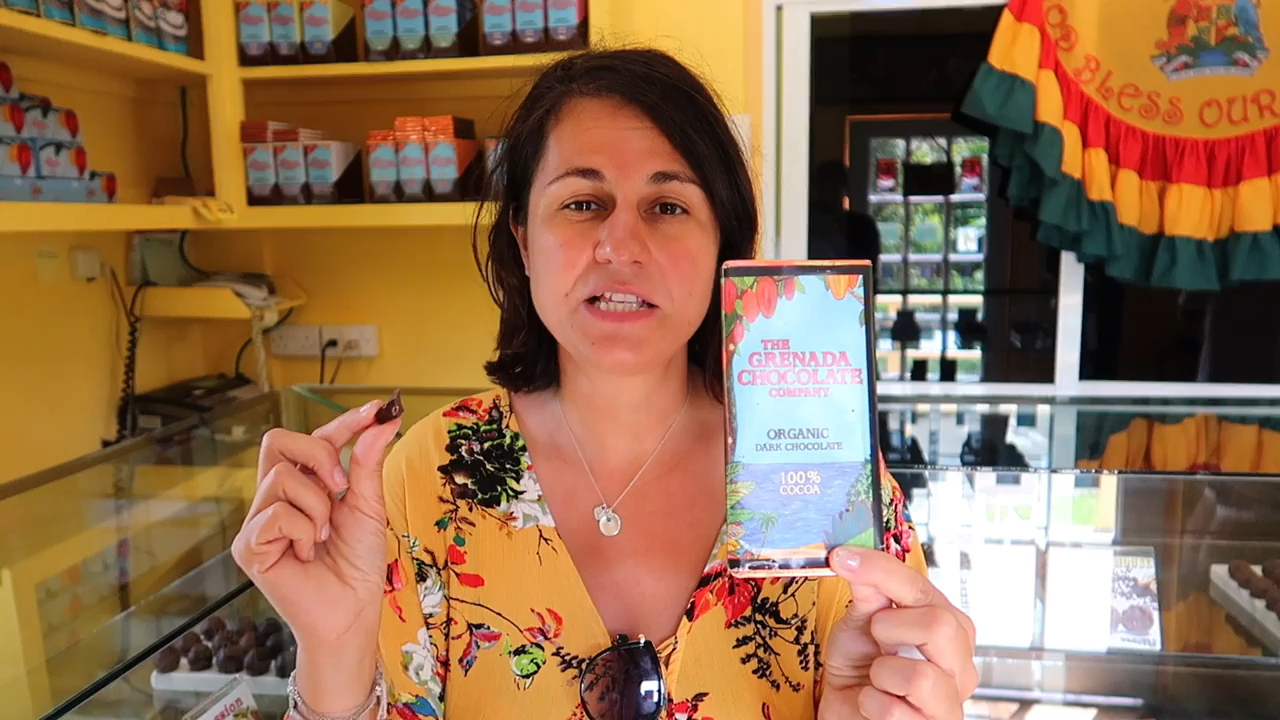 BLESS OUR
THE
GRENADA
CHOCOLATE
COMPANY
ORGANIC
DARK CHOCOLATE
100%
COCOA